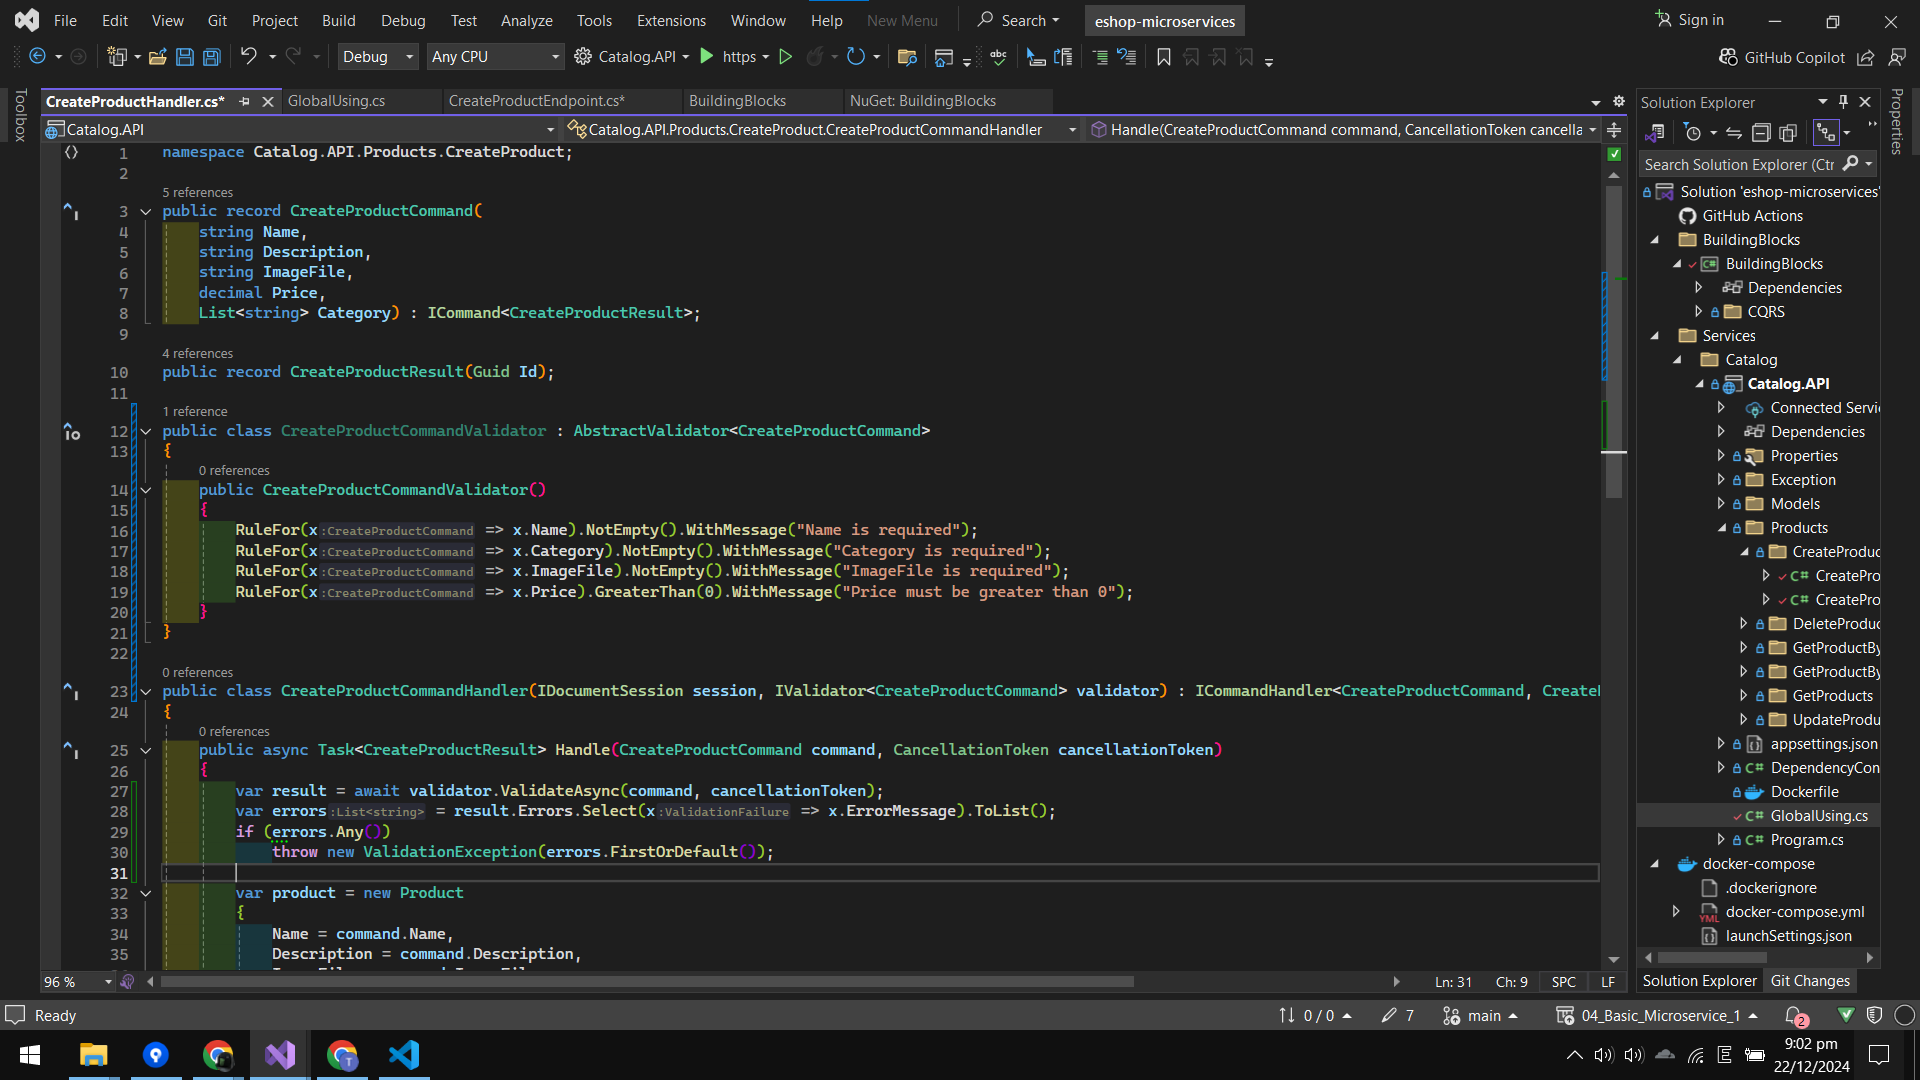 File Edit View Git Project Build Debug Test Analyze Tools Extensions Window Help New Menu Search eshop-microservices Sign in
Debug Any CPU Catalog.API https GitHub Copilot
Toolbox
CreateProductHandler.cs* GlobalUsing.cs CreateProductEndpoint.cs* BuildingBlocks NuGet: BuildingBlocks
Catalog.API Catalog.API.Products.CreateProduct.CreateProductCommandHandler Handle(CreateProductCommand command, CancellationToken cancella
1 namespace Catalog.API.Products.CreateProduct;
2
5 references
3 public record CreateProductCommand(
4 string Name,
5 string Description,
6 string ImageFile,
7 decimal Price,
8 List<string> Category) : ICommand<CreateProductResult>;
9
4 references
10 public record CreateProductResult(Guid Id);
11
1 reference
12 public class CreateProductCommandValidator : AbstractValidator<CreateProductCommand>
13 {
0 references
14 public CreateProductCommandValidator()
15 {
16 RuleFor(x:CreateProductCommand => x.Name).NotEmpty().WithMessage("Name is required");
17 RuleFor(x:CreateProductCommand => x.Category).NotEmpty().WithMessage("Category is required");
18 RuleFor(x:CreateProductCommand => x.ImageFile).NotEmpty().WithMessage("ImageFile is required");
19 RuleFor(x:CreateProductCommand => x.Price).GreaterThan(0).WithMessage("Price must be greater than 0");
20 }
21 }
22
0 references
23 public class CreateProductCommandHandler(IDocumentSession session, IValidator<CreateProductCommand> validator) : ICommandHandler<CreateProductCommand, Create
24 {
0 references
25 public async Task<CreateProductResult> Handle(CreateProductCommand command, CancellationToken cancellationToken)
26 {
27 var result = await validator.ValidateAsync(command, cancellationToken);
28 var errors:List<string> = result.Errors.Select(x:ValidationFailure => x.ErrorMessage).ToList();
29 if (errors.Any())
30 throw new ValidationException(errors.FirstOrDefault());
31
32 var product = new Product
33 {
34 Name = command.Name,
35 Description = command.Description,
96 % Ln: 31 Ch: 9 SPC LF
Solution Explorer
Search Solution Explorer (Ctr
Solution 'eshop-microservices'
GitHub Actions
BuildingBlocks
BuildingBlocks
Dependencies
CQRS
Services
Catalog
Catalog.API
Connected Servi
Dependencies
Properties
Exception
Models
Products
CreateProduc
CreatePro
CreatePro
DeleteProduc
GetProductBy
GetProductBy
GetProducts
UpdateProdu
appsettings.json
DependencyCon
Dockerfile
GlobalUsing.cs
Program.cs
docker-compose
.dockerignore
docker-compose.yml
launchSettings.json
Solution Explorer Git Changes
Properties
Ready 0 / 0 7 main 04_Basic_Microservice_1 2
9:02 pm
22/12/2024